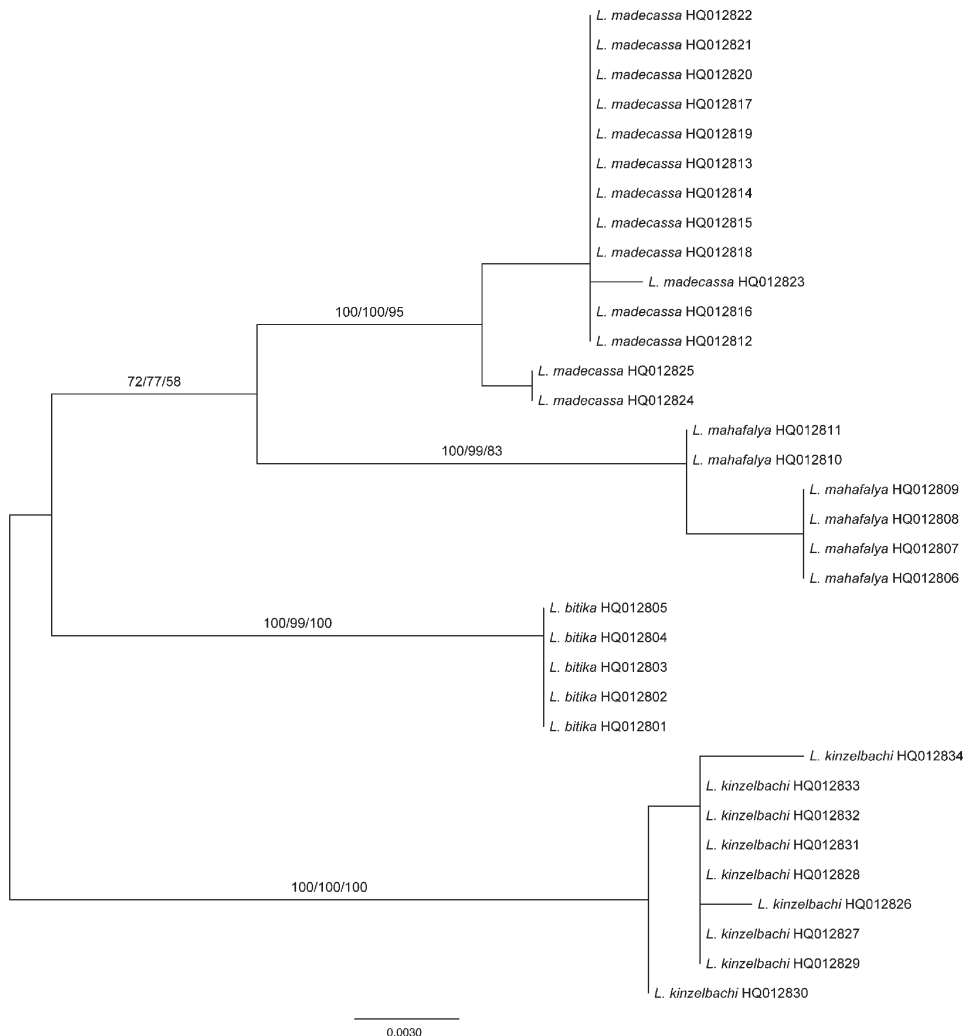 L. madecassa HQ012822
L. madecassa HQ012821
L. madecassa HQ012820
L. madecassa HQ012817
L. madecassa HQ012819
L. madecassa HQ012813
L. madecassa HQ012814
L. madecassa HQ012815
L. madecassa HQ012818
L. madecassa HQ012823
100/100/95
L. madecassa HQ012816
L. madecassa HQ012812
L. madecassa HQ012825
72/77/58
L. madecassa HQ012824
L. mahafalya HQ012811
100/99/83
L. mahafalya HQ012810
L. mahafalya HQ012809
L. mahafalya HQ012808
L. mahafalya HQ012807
L. mahafalya HQ012806
L. bitika HQ012805
100/99/100
L. bitika HQ012804
L. bitika HQ012803
L. bitika HQ012802
L. bitika HQ012801
L. kinzelbachi HQ012834
L. kinzelbachi HQ012833
L. kinzelbachi HQ012832
L. kinzelbachi HQ012831
L. kinzelbachi HQ012828
100/100/100
L. kinzelbachi HQ012826
L. kinzelbachi HQ012827
L. kinzelbachi HQ012829
L. kinzelbachi HQ012830
0.0030